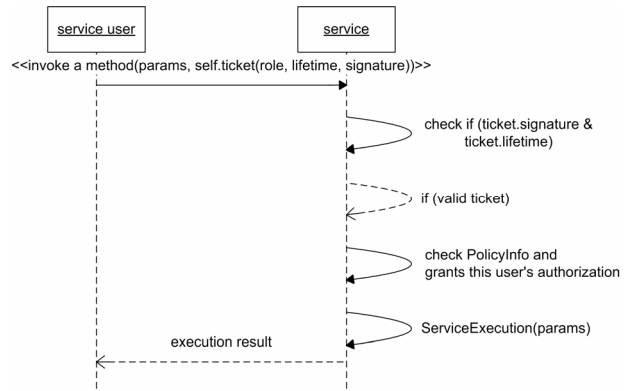 service user
service
<<invoke a method(params, self.ticket(role, lifetime, signature))>>
check if (ticket.signature &
ticket.lifetime)
if (valid ticket)
check PolicyInfo and
grants this user's authorization
ServiceExecution(params)
execution result